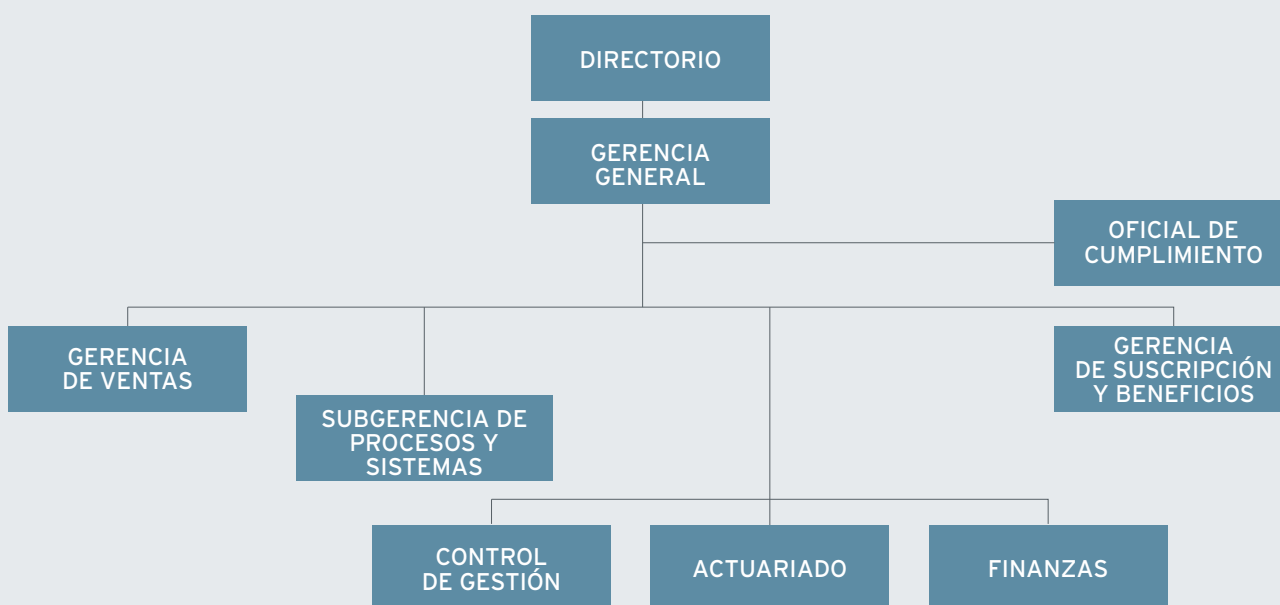 DIRECTORIO
GERENCIA
GENERAL
OFICIAL DE
CUMPLIMIENTO
GERENCIA
DE VENTAS
GERENCIA
DE SUSCRIPCIÓN
Y BENEFICIOS
SUBGERENCIA DE
PROCESOS Y
SISTEMAS
CONTROL
DE GESTIÓN
ACTUARIADO
FINANZAS